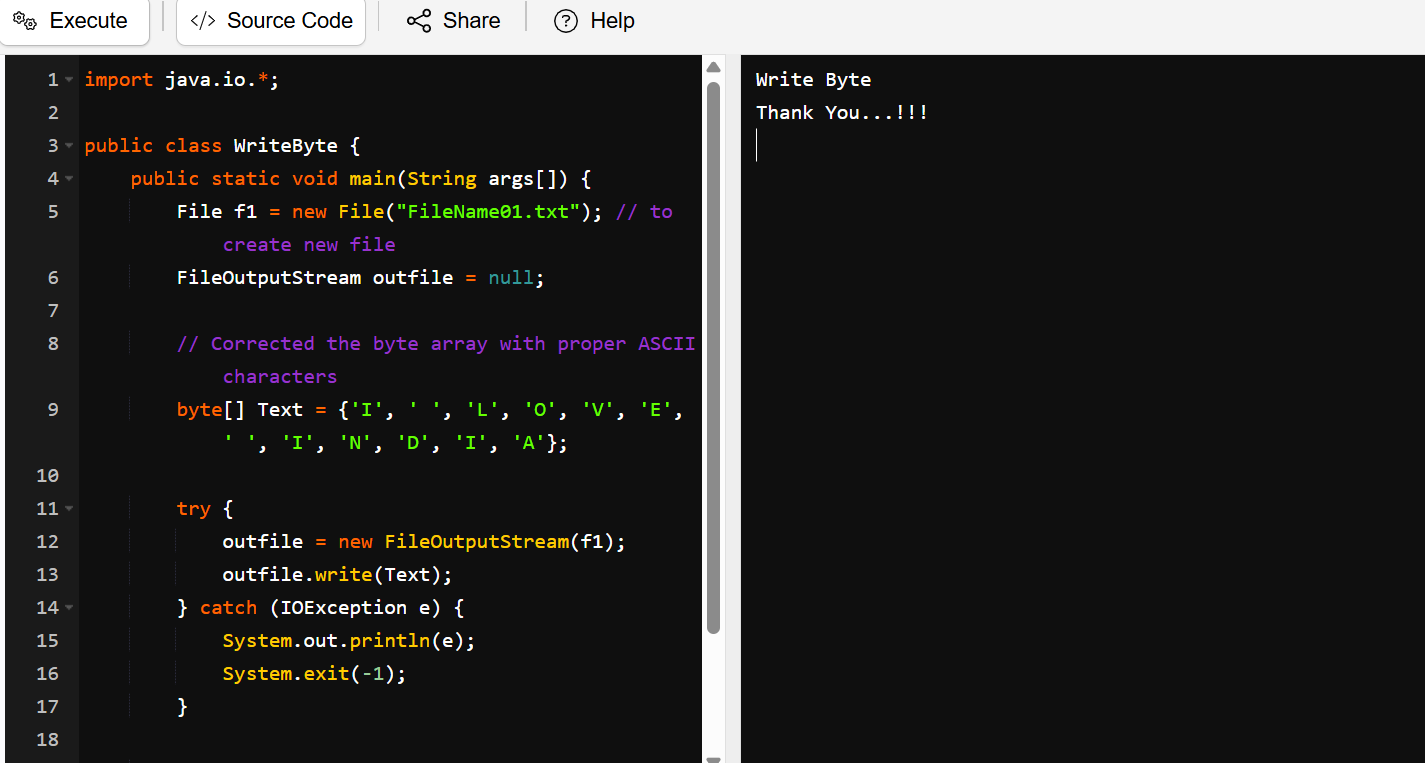 Execute
</> Source Code
Share
? Help
1 import java.io.*;
2
3 public class WriteByte {
4 public static void main(String args[]) {
5 File f1 = new File("FileName01.txt"); // to
create new file
6 FileOutputStream outfile = null;
7
8 // Corrected the byte array with proper ASCII
characters
9 byte[] Text = {'I', ' ', 'L', 'O', 'V', 'E',
' ', 'I', 'N', 'D', 'I', 'A'};
10
11 try {
12 outfile = new FileOutputStream(f1);
13 outfile.write(Text);
14 } catch (IOException e) {
15 System.out.println(e);
16 System.exit(-1);
17 }
18
Write Byte
Thank You...!!!